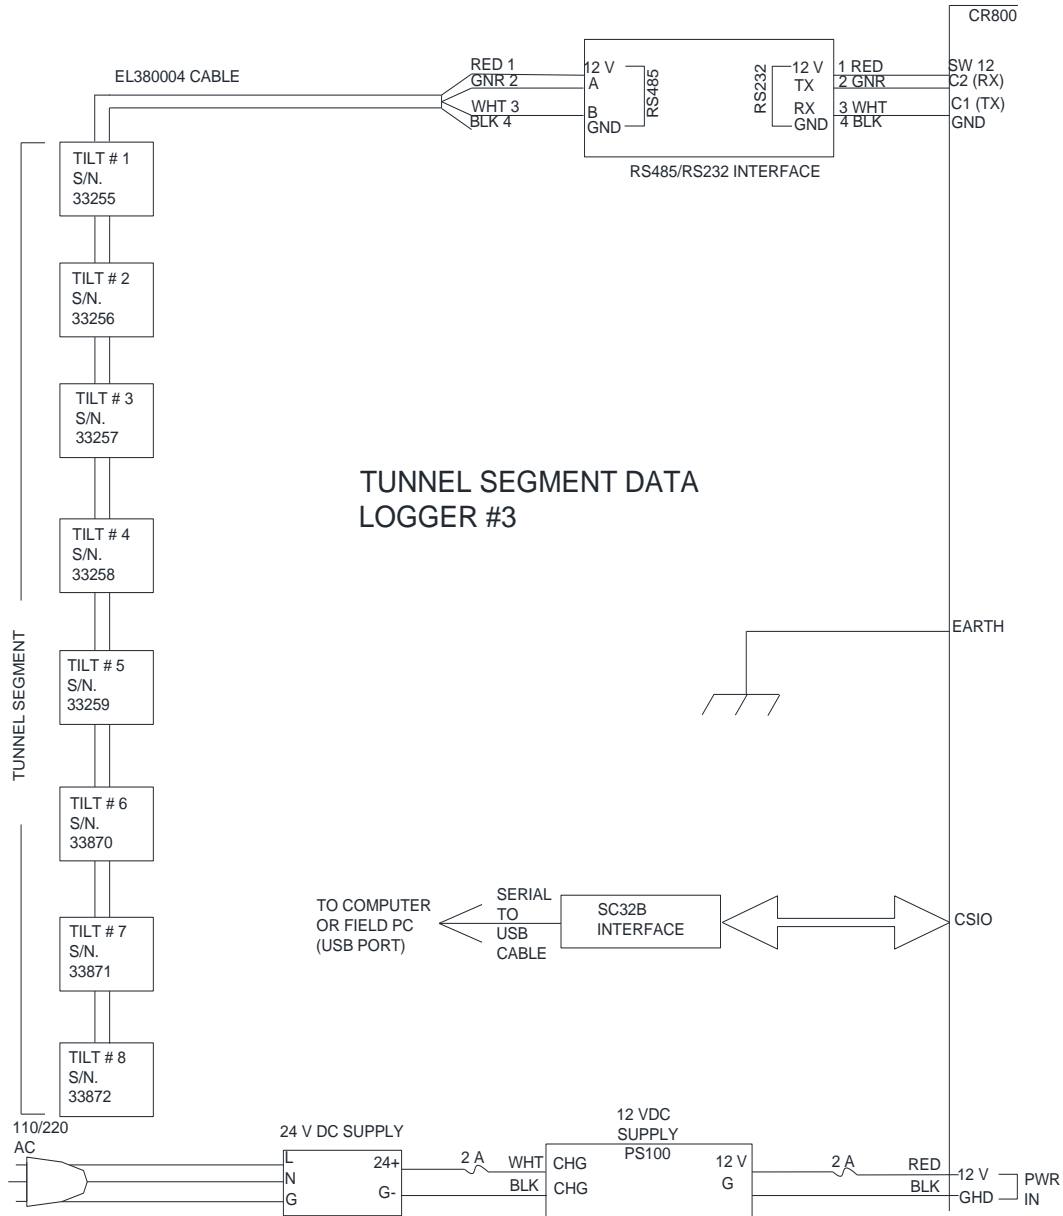 CR800
EL380004 CABLE
RED 1
GNR 2
WHT 3
BLK 4
12 V
A
B
GND
RS485
RS232
12 V
TX
RX
GND
1 RED
2 GNR
3 WHT
4 BLK
SW 12
C2 (RX)
C1 (TX)
GND
RS485/RS232 INTERFACE
TILT # 1
S/N.
33255
TILT # 2
S/N.
33256
TILT # 3
S/N.
33257
TILT # 4
S/N.
33258
TILT # 5
S/N.
33259
TILT # 6
S/N.
33870
TILT # 7
S/N.
33871
TILT # 8
S/N.
33872
TUNNEL SEGMENT
TUNNEL SEGMENT DATA
LOGGER #3
EARTH
TO COMPUTER
OR FIELD PC
(USB PORT)
SERIAL
TO
USB
CABLE
SC32B
INTERFACE
CSIO
110/220
AC
24 V DC SUPPLY
L
N
G
24+
G-
2 A
WHT
BLK
12 VDC
SUPPLY
PS100
CHG
CHG
12 V
G
2 A
RED
BLK
12 V
GHD
PWR
IN